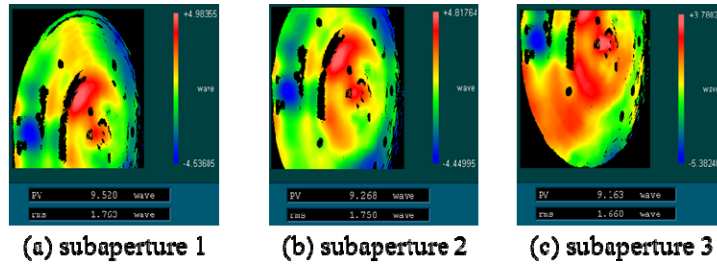 +4.98355
wave
-4.53685
PV 9.520 wave
rms 1.763 wave
(a) subaperture 1
+4.81764
wave
-4.44995
PV 9.268 wave
rms 1.750 wave
(b) subaperture 2
wave
PV 9.163 wave
rms 1.660 wave
(c) subaperture 3